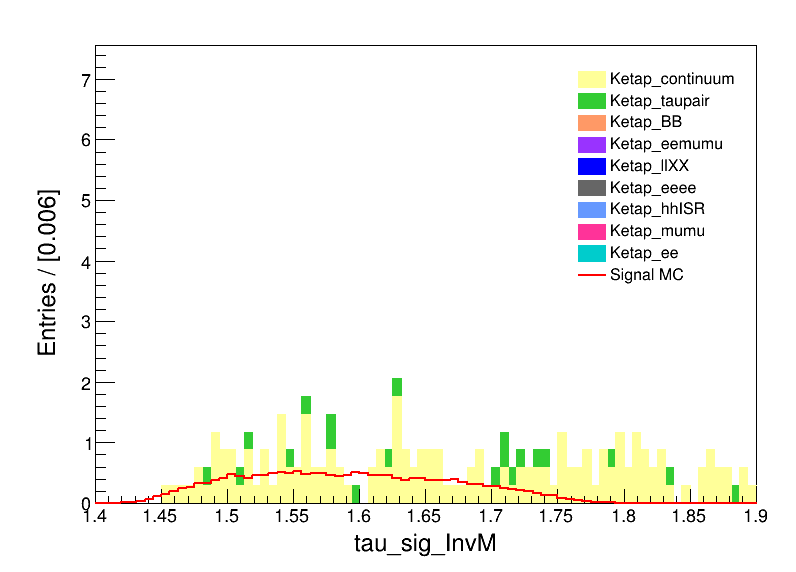 Entries / [0.006]
7
6
5
4
3
2
1
0
Ketap_continuum
Ketap_taupair
Ketap_BB
Ketap_eemumu
Ketap_llXX
Ketap_eeee
Ketap_hhISR
Ketap_mumu
Ketap_ee
Signal MC
1.4 1.45 1.5 1.55 1.6 1.65 1.7 1.75 1.8 1.85 1.9
tau_sig_InvM